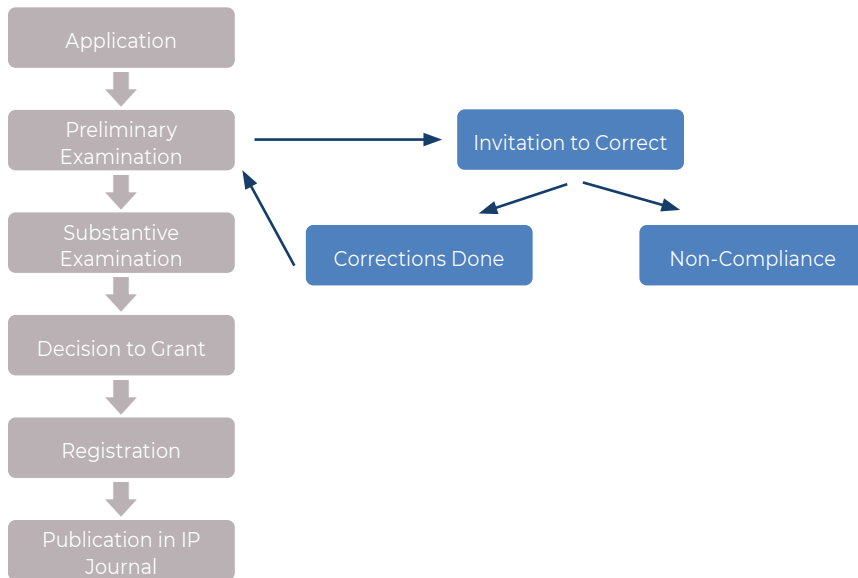 Application
Preliminary
Examination
Invitation to Correct
Substantive
Examination
Corrections Done
Non-Compliance
Decision to Grant
Registration
Publication in IP
Journal